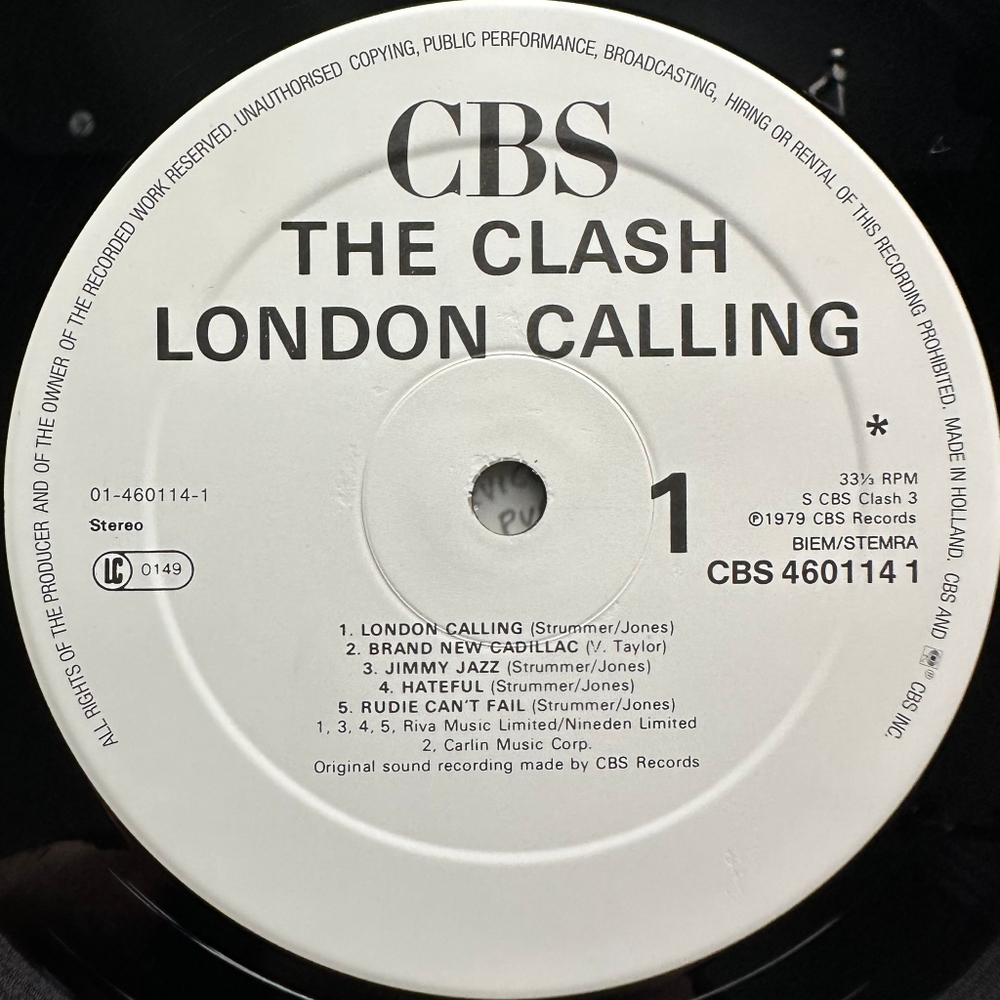 ALL RIGHTS OF THE PRODUCER AND OF THE OWNER OF THE RECORDED WORK RESERVED. UNAUTHORISED COPYING, PUBLIC PERFORMANCE, BROADCASTING, HIRING OR RENTAL OF THIS RECORDING PROHIBITED. MADE IN HOLLAND. CBS AND ® CBS INC.
CBS
THE CLASH
LONDON CALLING
*
01-460114-1
Stereo
LC 0149
1
33⅓ RPM
S CBS Clash 3
℗1979 CBS Records
BIEM/STEMRA
CBS 460114 1
1. LONDON CALLING (Strummer/Jones)
2. BRAND NEW CADILLAC (V. Taylor)
3. JIMMY JAZZ (Strummer/Jones)
4. HATEFUL (Strummer/Jones)
5. RUDIE CAN'T FAIL (Strummer/Jones)
1, 3, 4, 5, Riva Music Limited/Nineden Limited
2, Carlin Music Corp.
Original sound recording made by CBS Records